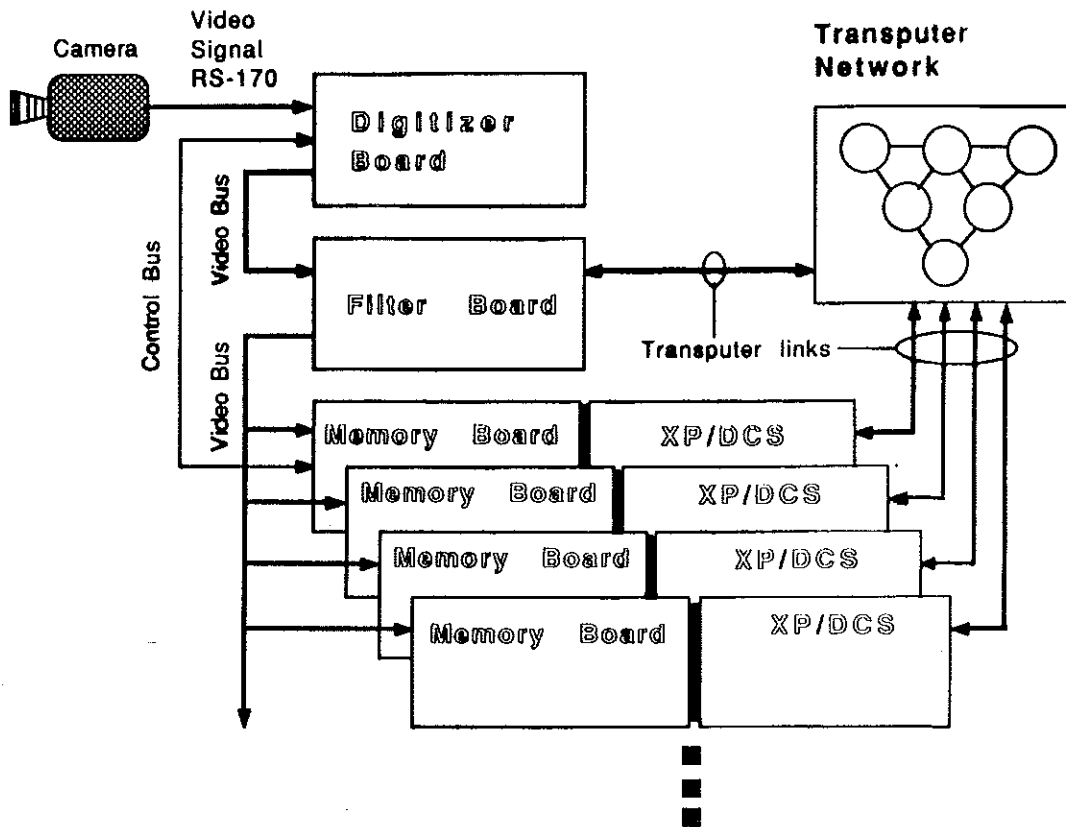 Camera
Video
Signal
RS-170
Transputer
Network
Digitizer
Board
Control Bus
Video Bus
Filter Board
Transputer links
Video Bus
Memory Board
XP/DCS
Memory Board
XP/DCS
Memory Board
XP/DCS
Memory Board
XP/DCS